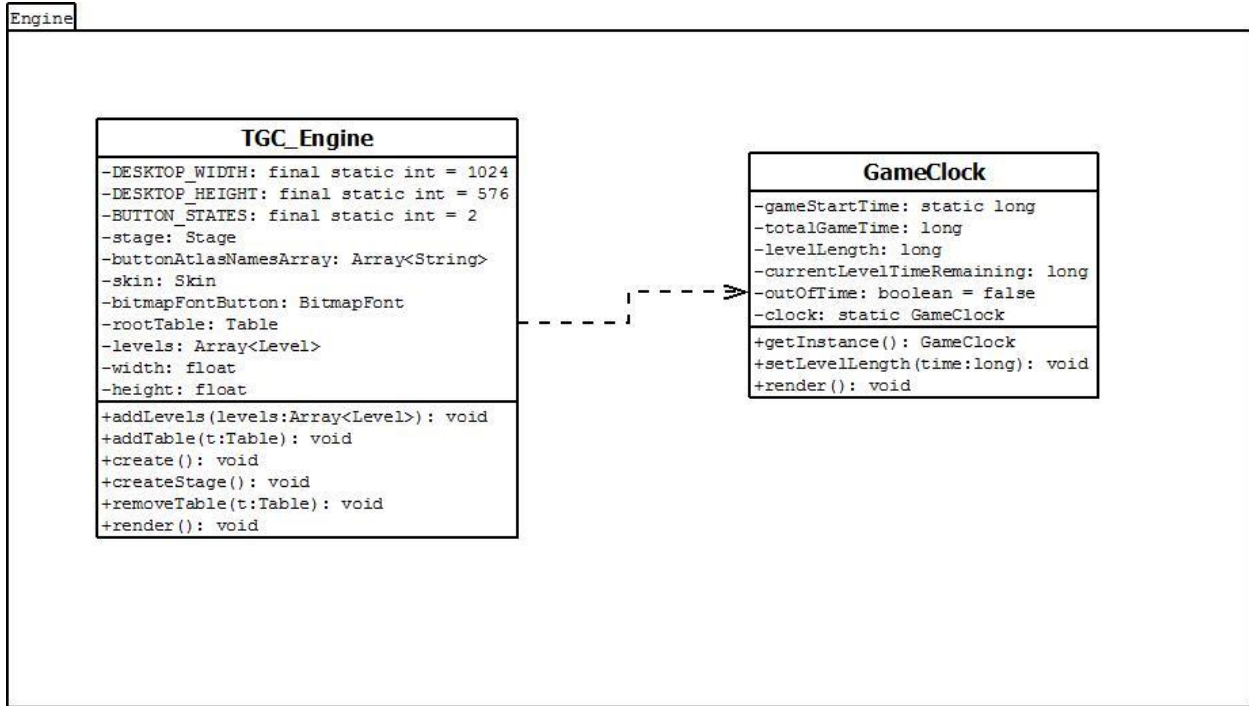 Engine
TGC_Engine
-DESKTOP_WIDTH: final static int = 1024
-DESKTOP_HEIGHT: final static int = 576
-BUTTON_STATES: final static int = 2
-stage: Stage
-buttonAtlasNamesArray: Array<String>
-skin: Skin
-bitmapFontButton: BitmapFont
-rootTable: Table
-levels: Array<Level>
-width: float
-height: float
+addLevels(levels:Array<Level>): void
+addTable(t:Table): void
+create(): void
+createStage(): void
+removeTable(t:Table): void
+render(): void
GameClock
-gameStartTime: static long
-totalGameTime: long
-levelLength: long
-currentLevelTimeRemaining: long
-outOfTime: boolean = false
-clock: static GameClock
+getInstance(): GameClock
+setLevelLength(time:long): void
+render(): void